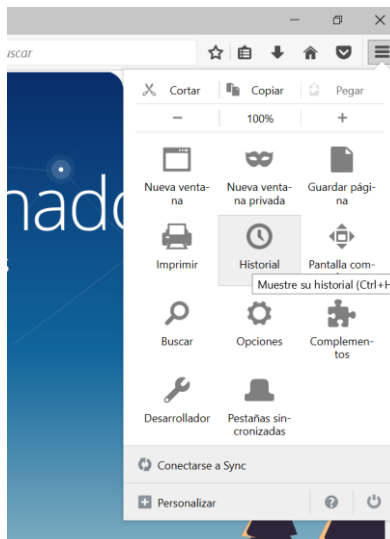 uscar
Cortar Copiar Pegar
100%
Nueva venta-
na
Nueva venta-
na privada
Guardar pági-
na
Imprimir
Historial
Pantalla com-
Muestre su historial (Ctrl+H
Buscar
Opciones
Complemen-
tos
Desarrollador
Pestañas sin-
cronizadas
Conectarse a Sync
Personalizar
nado
s